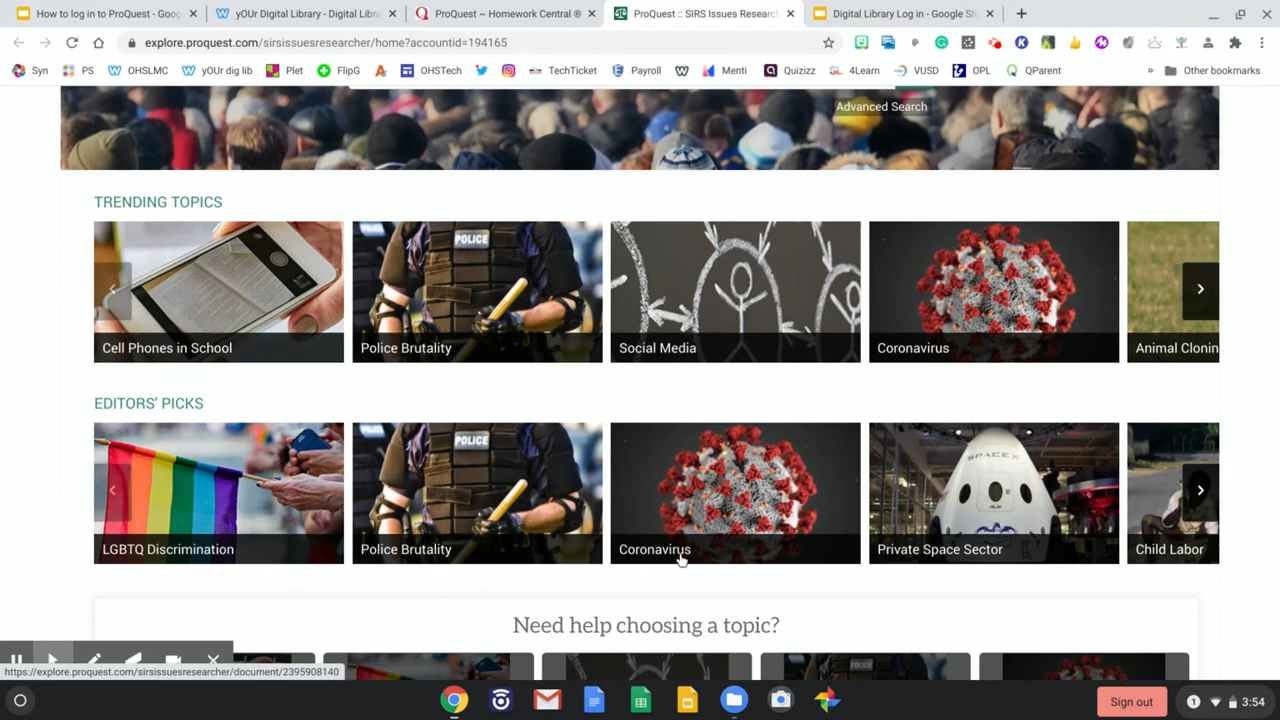 How to log in to ProQuest - Goog
yOUr Digital Library - Digital Libra
ProQuest ~ Homework Central ®
ProQuest :: SIRS Issues Researc
Digital Library Log in - Google Sli
explore.proquest.com/sirsissuesresearcher/home?accountid=194165
Syn
PS
OHSLMC
yOUr dig lib
Plet
FlipG
OHSTech
TechTicket
Payroll
Menti
Quizizz
4Learn
VUSD
OPL
QParent
»
Other bookmarks
Advanced Search
TRENDING TOPICS
POLICE
Cell Phones in School
Police Brutality
Social Media
Coronavirus
Animal Clonin
EDITORS' PICKS
POLICE
SPACEX
LGBTQ Discrimination
Police Brutality
Coronavirus
Private Space Sector
Child Labor
Need help choosing a topic?
https://explore.proquest.com/sirsissuesresearcher/document/2395908140
Sign out
1
3:54